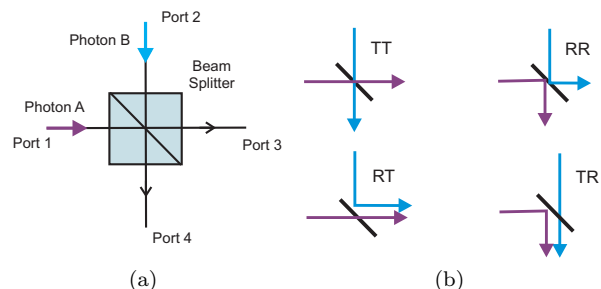 Port 2
Photon B
Beam
Splitter
Photon A
Port 1
Port 3
Port 4
(a)
TT
RR
RT
TR
(b)